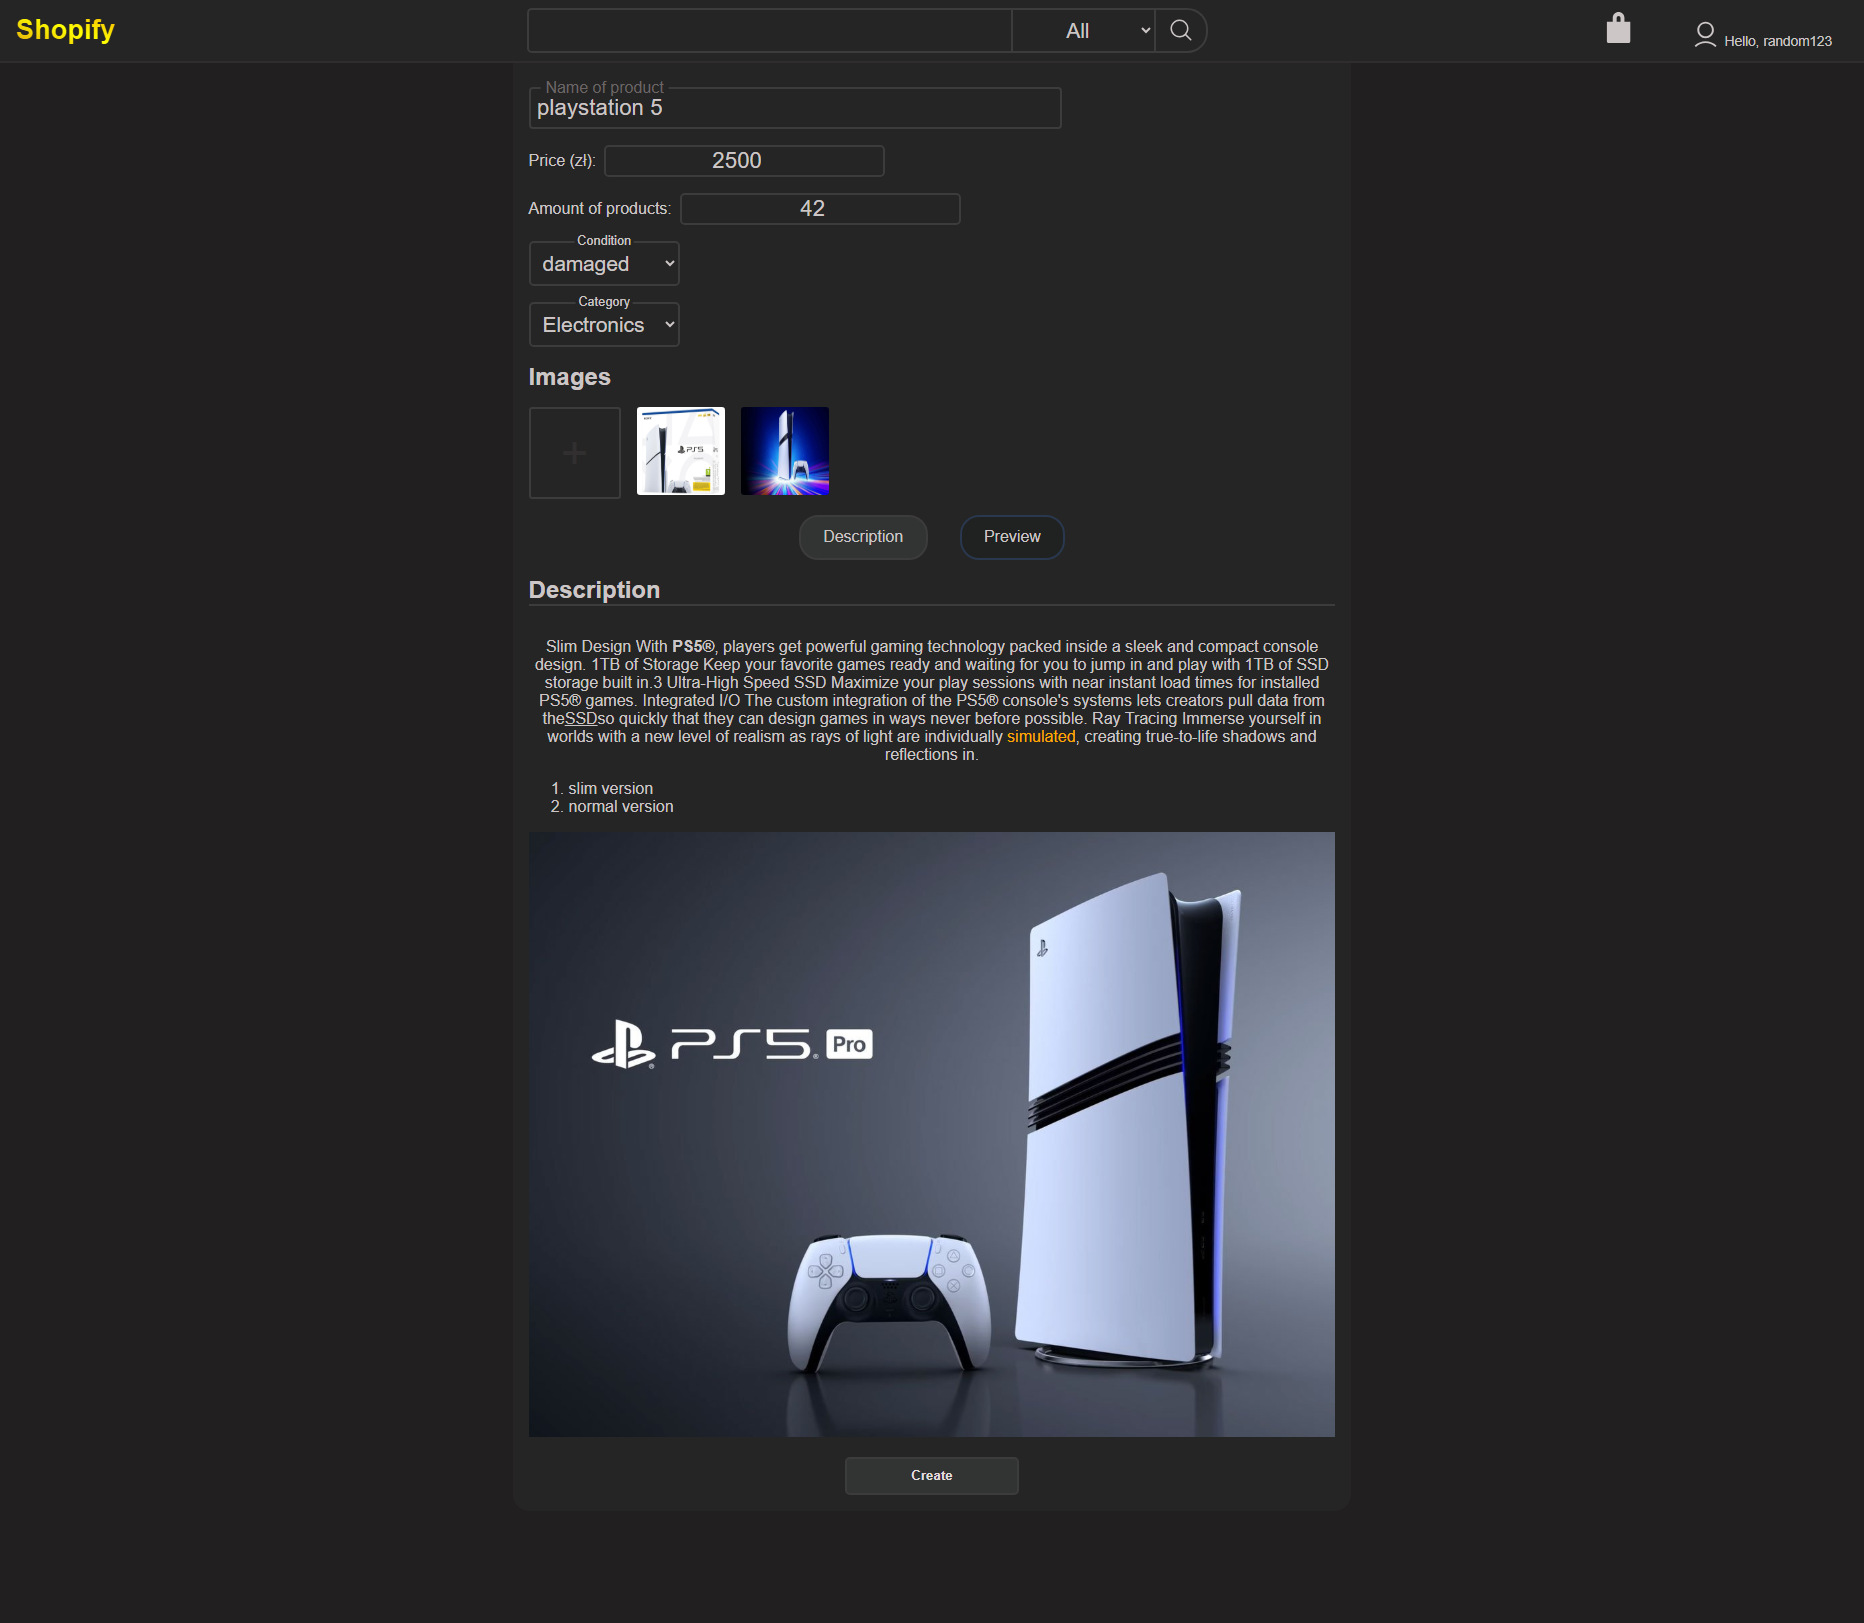 Shopify
All
Hello, random123
Name of product
playstation 5
Price (zł):
2500
Amount of products:
42
Condition
damaged
Category
Electronics
Images
PS5
Description
Preview
Description
Slim Design With PS5®, players get powerful gaming technology packed inside a sleek and compact console
design. 1TB of Storage Keep your favorite games ready and waiting for you to jump in and play with 1TB of SSD
storage built in.3 Ultra-High Speed SSD Maximize your play sessions with near instant load times for installed
PS5® games. Integrated I/O The custom integration of the PS5® console's systems lets creators pull data from
theSSDso quickly that they can design games in ways never before possible. Ray Tracing Immerse yourself in
worlds with a new level of realism as rays of light are individually simulated, creating true-to-life shadows and
reflections in.
1. slim version
2. normal version
PS5® Pro
Create